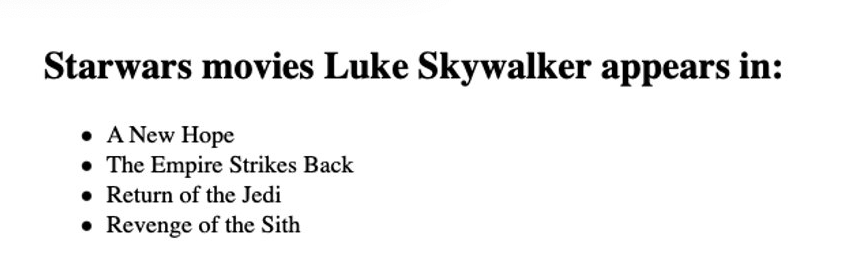 Starwars movies Luke Skywalker appears in:
• A New Hope
• The Empire Strikes Back
• Return of the Jedi
• Revenge of the Sith